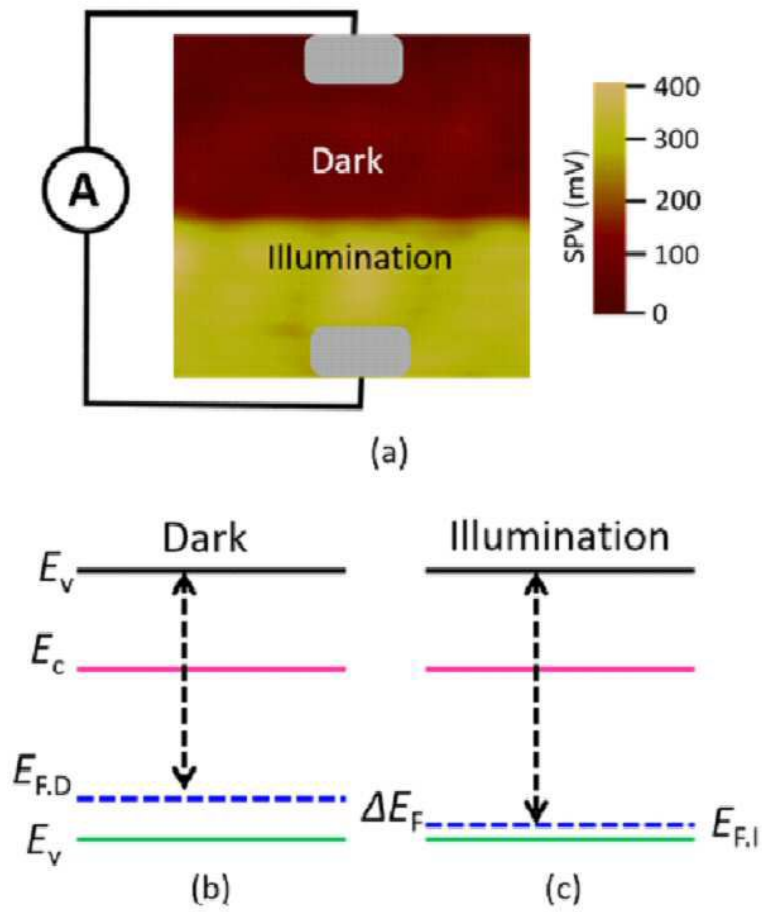 A
Dark
Illumination
SPV (mV)
400
300
200
100
0
(a)
Dark
Illumination
Ev
Ec
EF.D
Ev
ΔEF
EF.I
(b)
(c)